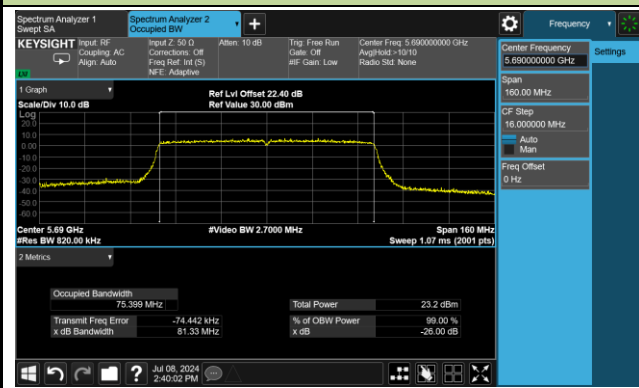 Spectrum Analyzer 1
Swept SA
Spectrum Analyzer 2
Occupied BW
Frequency
KEYSIGHT
Input: RF
Coupling: AC
Align: Auto
Input Z: 50 Ω
Corrections: Off
Freq Ref: Int (S)
NFE: Adaptive
Atten: 10 dB
Trig: Free Run
Gate: Off
#IF Gain: Low
Center Freq: 5.690000000 GHz
Avg|Hold:>10/10
Radio Std: None
Center Frequency
5.690000000 GHz
Settings
Span
160.00 MHz
CF Step
16.000000 MHz
Auto
Man
Freq Offset
0 Hz
1 Graph
Scale/Div 10.0 dB
Ref Lvl Offset 22.40 dB
Ref Value 30.00 dBm
Log
20.0
10.0
0.00
-10.0
-20.0
-30.0
-40.0
-50.0
-60.0
Center 5.69 GHz
#Res BW 820.00 kHz
#Video BW 2.7000 MHz
Span 160 MHz
Sweep 1.07 ms (2001 pts)
2 Metrics
Occupied Bandwidth
75.399 MHz
Total Power
23.2 dBm
Transmit Freq Error
-74.442 kHz
% of OBW Power
99.00 %
x dB Bandwidth
81.33 MHz
x dB
-26.00 dB
?
Jul 08, 2024
2:40:02 PM